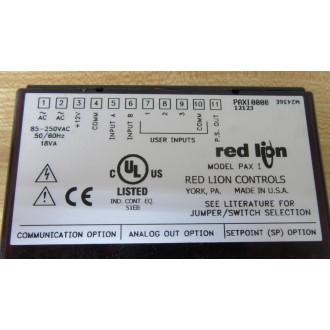 1 2 3 4 5 6 7 8 9 10 11
PAXI0000
12123
AC AC +12V COMM INPUT A INPUT B 1 2 3 COMM P.S. OUT
USER INPUTS
85-250VAC
50/60Hz
18VA
red lion
MODEL PAX I
C UL US
LISTED
IND. CONT. EQ.
51EB
RED LION CONTROLS
YORK, PA. MADE IN U.S.A.
SEE LITERATURE FOR
JUMPER/SWITCH SELECTION
COMMUNICATION OPTION
ANALOG OUT OPTION
SETPOINT (SP) OPTION